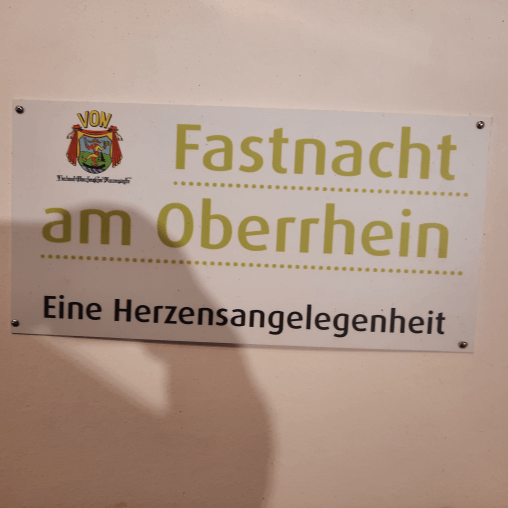 VON
Fastnacht
am Oberrhein
Eine Herzensangelegenheit